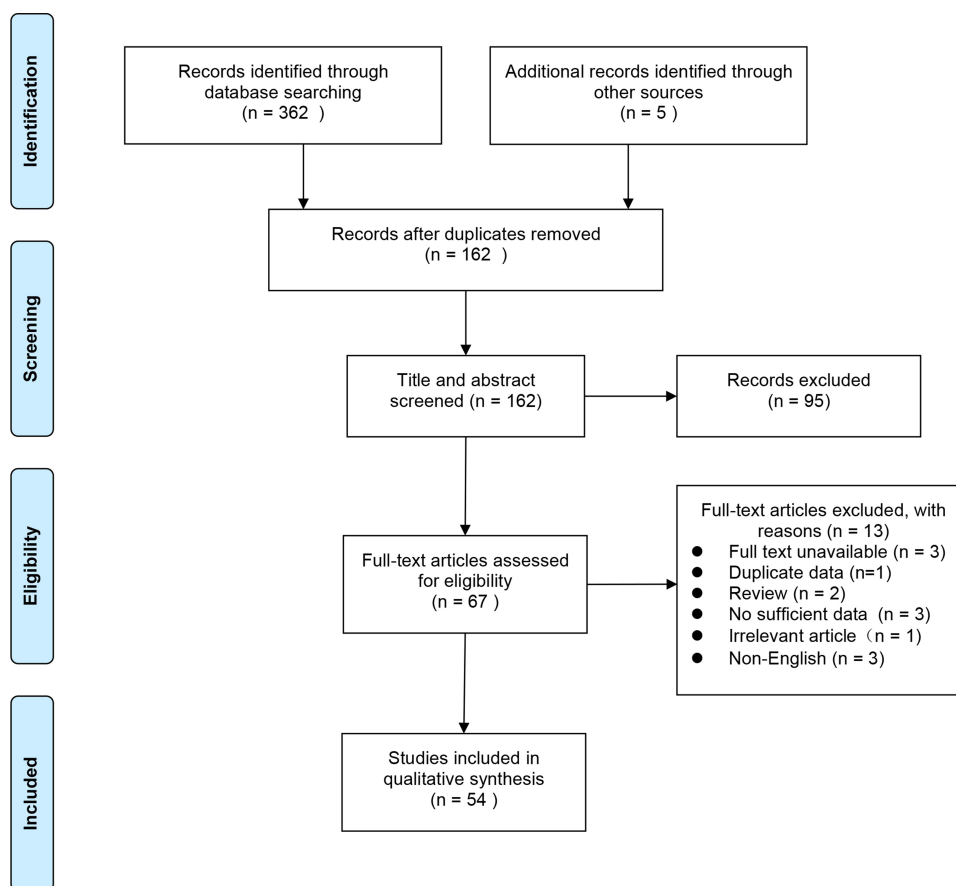 Identification
Records identified through
database searching
(n = 362  )
Additional records identified through
other sources
(n = 5 )
Records after duplicates removed
(n = 162  )
Screening
Title and abstract
screened (n = 162)
Records excluded
(n = 95)
Eligibility
Full-text articles assessed
for eligibility
(n = 67 )
Full-text articles excluded, with
reasons (n = 13)
● Full text unavailable (n = 3)
● Duplicate data (n=1)
● Review (n = 2)
● No sufficient data  (n = 3)
● Irrelevant article（n = 1)
● Non-English (n = 3)
Included
Studies included in
qualitative synthesis
(n = 54 )